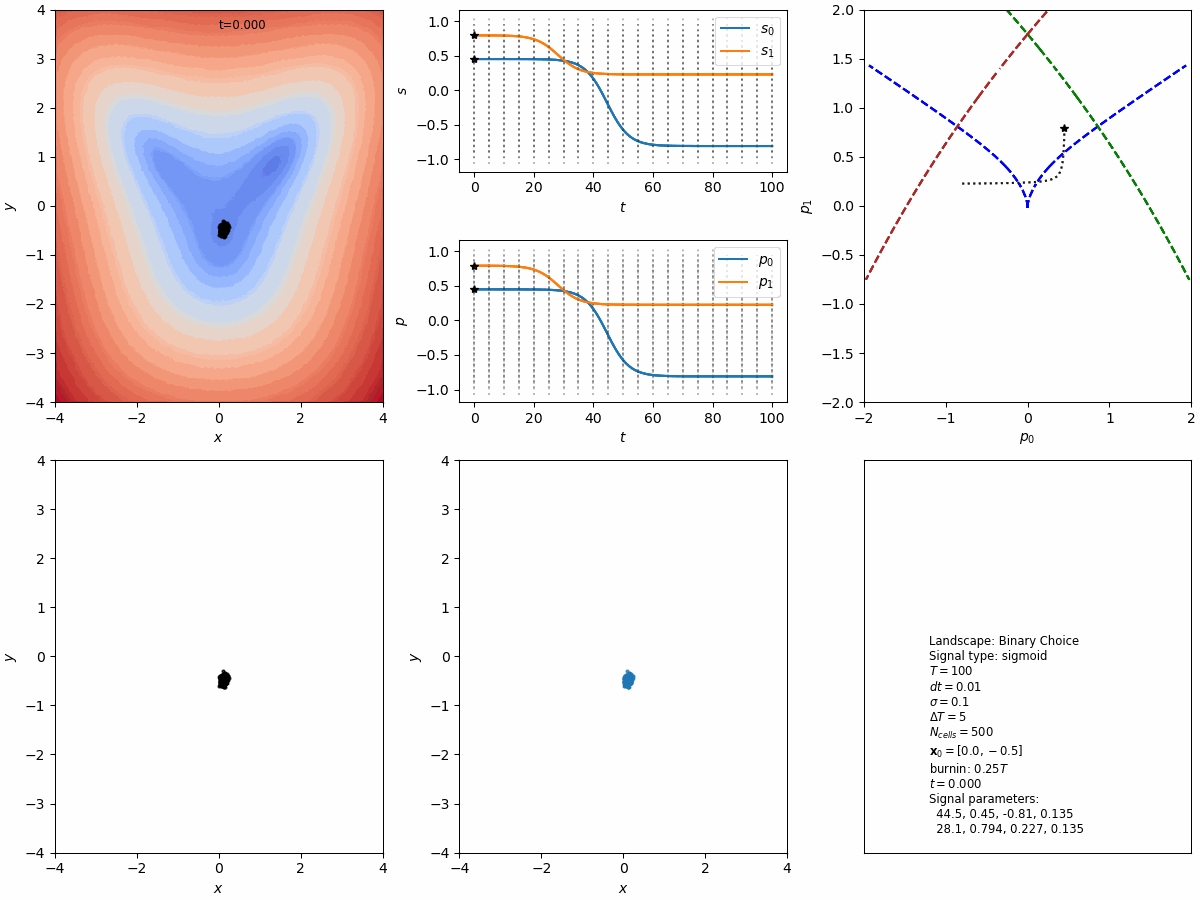 4
3
2
1
0
−1
−2
−3
−4
y
t=0.000
−4
−2
0
2
4
x
1.0
0.5
0.0
−0.5
−1.0
s
s₀
s₁
0
20
40
60
80
100
t
1.0
0.5
0.0
−0.5
−1.0
p
p₀
p₁
0
20
40
60
80
100
t
2.0
1.5
1.0
0.5
0.0
−0.5
−1.0
−1.5
−2.0
p₁
−2
−1
0
1
2
p₀
4
3
2
1
0
−1
−2
−3
−4
y
−4
−2
0
2
4
x
4
3
2
1
0
−1
−2
−3
−4
y
−4
−2
0
2
4
x
Landscape: Binary Choice
Signal type: sigmoid
T = 100
dt = 0.01
σ = 0.1
ΔT = 5
N_cells = 500
x₀ = [0.0, −0.5]
burnin: 0.25T
t = 0.000
Signal parameters:
44.5, 0.45, -0.81, 0.135
28.1, 0.794, 0.227, 0.135